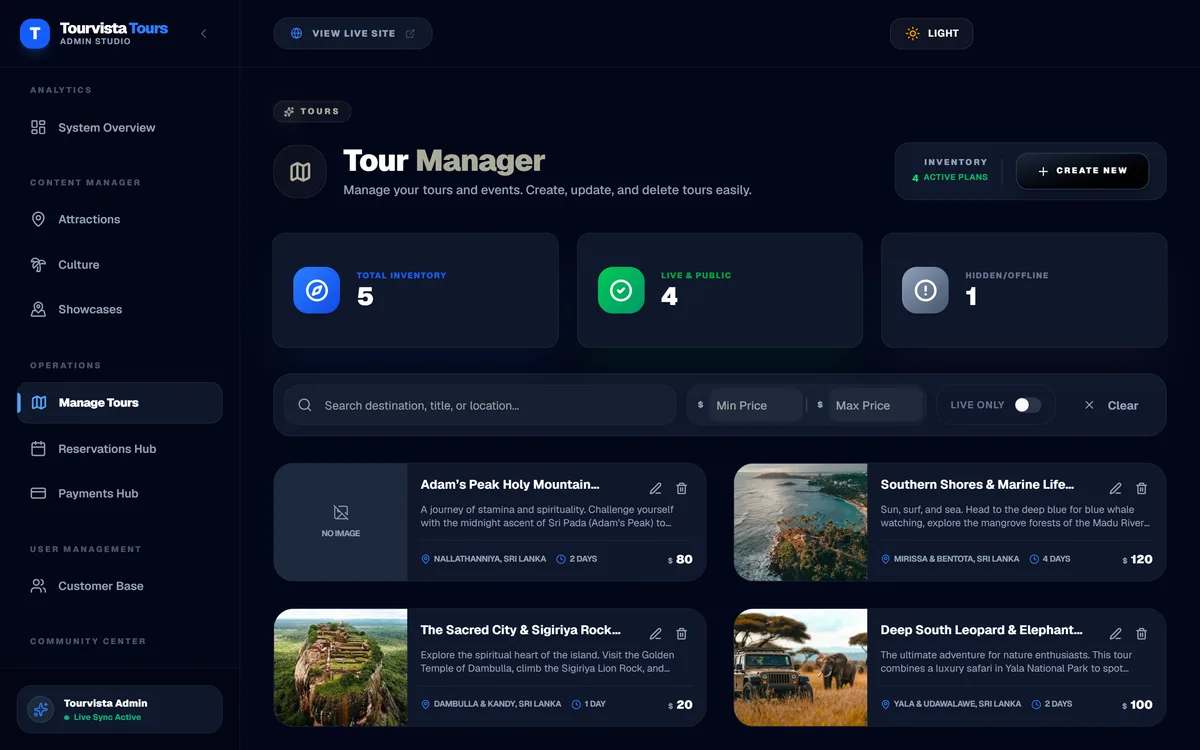 T
Tourvista Tours
ADMIN STUDIO
VIEW LIVE SITE
LIGHT
ANALYTICS
System Overview
CONTENT MANAGER
Attractions
Culture
Showcases
OPERATIONS
Manage Tours
Reservations Hub
Payments Hub
USER MANAGEMENT
Customer Base
COMMUNITY CENTER
Tourvista Admin
Live Sync Active
TOURS
Tour Manager
Manage your tours and events. Create, update, and delete tours easily.
INVENTORY
4 ACTIVE PLANS
CREATE NEW
TOTAL INVENTORY
5
LIVE & PUBLIC
4
HIDDEN/OFFLINE
1
Search destination, title, or location...
$ Min Price
$ Max Price
LIVE ONLY
Clear
NO IMAGE
Adam's Peak Holy Mountain...
A journey of stamina and spirituality. Challenge yourself
with the midnight ascent of Sri Pada (Adam's Peak) to...
NALLATHANNIYA, SRI LANKA 2 DAYS $ 80
Southern Shores & Marine Life...
Sun, surf, and sea. Head to the deep blue for blue whale
watching, explore the mangrove forests of the Madu River...
MIRISSA & BENTOTA, SRI LANKA 4 DAYS $ 120
The Sacred City & Sigiriya Rock...
Explore the spiritual heart of the island. Visit the Golden
Temple of Dambulla, climb the Sigiriya Lion Rock, and...
DAMBULLA & KANDY, SRI LANKA 1 DAY $ 20
Deep South Leopard & Elephant...
The ultimate adventure for nature enthusiasts. This tour
combines a luxury safari in Yala National Park to spot...
YALA & UDAWALAWE, SRI LANKA 2 DAYS $ 100